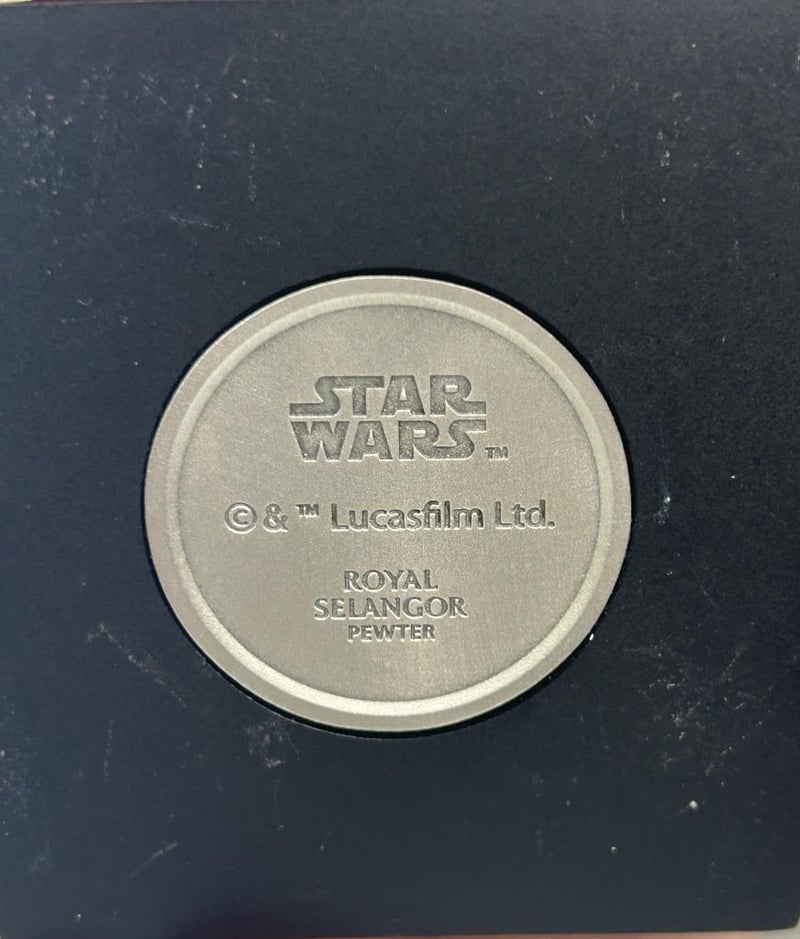 STAR
WARS™
©&™ Lucasfilm Ltd.
ROYAL
SELANGOR
PEWTER